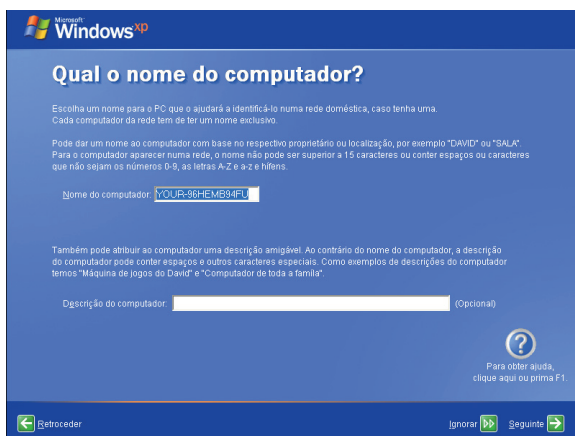 Microsoft
Windows xp
Qual o nome do computador?
Escolha um nome para o PC que o ajudará a identificá-lo numa rede doméstica, caso tenha uma.
Cada computador da rede tem de ter um nome exclusivo.
Pode dar um nome ao computador com base no respectivo proprietário ou localização, por exemplo "DAVID" ou "SALA".
Para o computador aparecer numa rede, o nome não pode ser superior a 15 caracteres ou conter espaços ou caracteres
que não sejam os números 0-9, as letras A-Z e a-z e hífens.
Nome do computador: YOUR-96HEMB94FU
Também pode atribuir ao computador uma descrição amigável. Ao contrário do nome do computador, a descrição
do computador pode conter espaços e outros caracteres especiais. Como exemplos de descrições do computador
temos "Máquina de jogos do David" e "Computador de toda a famíla".
Descrição do computador: (Opcional)
Para obter ajuda,
clique aqui ou prima F1.
Retroceder Ignorar Seguinte